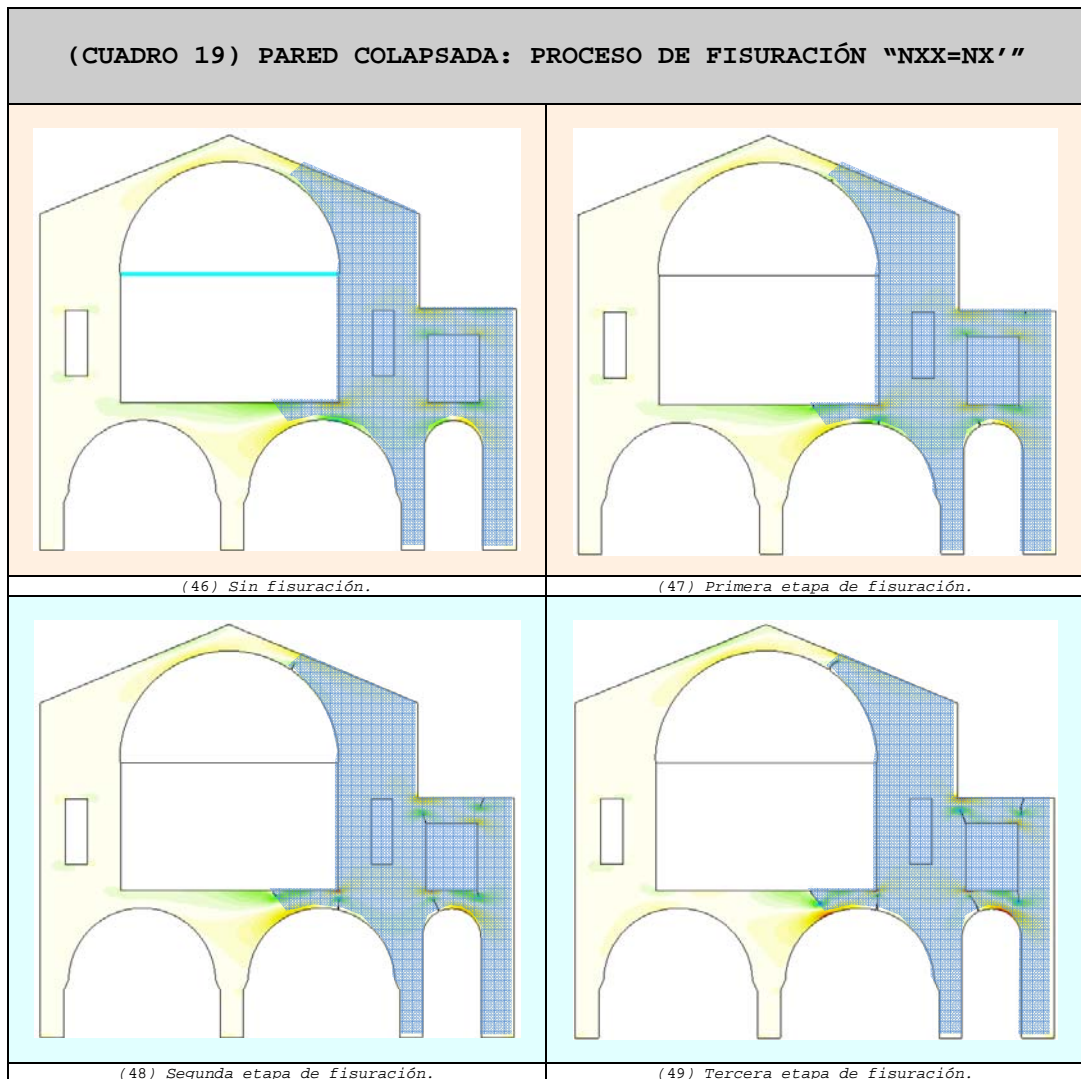 (CUADRO 19) PARED COLAPSADA: PROCESO DE FISURACIÓN “NXX=NX’”
(46) Sin fisuración.
(47) Primera etapa de fisuración.
(48) Segunda etapa de fisuración.
(49) Tercera etapa de fisuración.